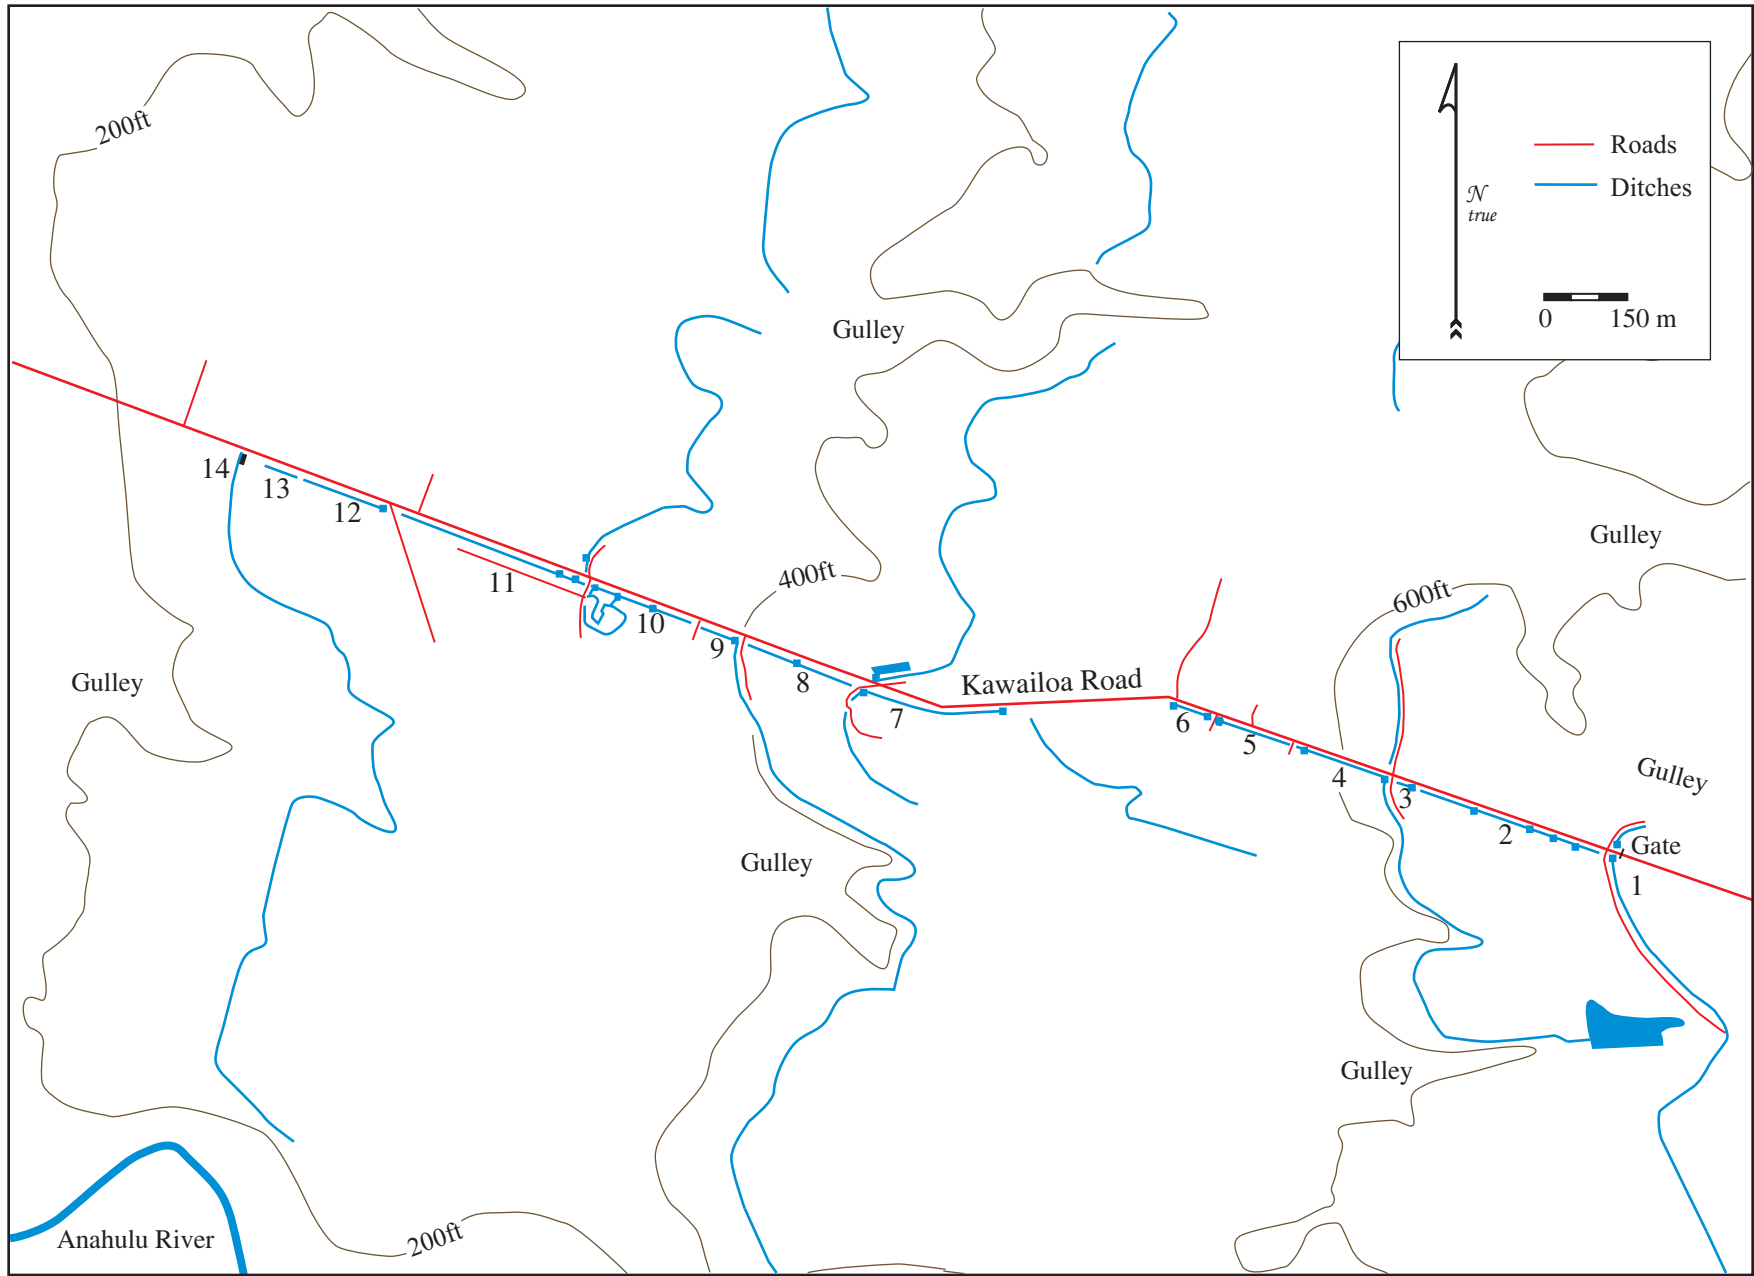 200ft
Roads
Ditches
N
true
0 150 m
Gulley
14
13
12
11
10
9
8
7
400ft
Kawailoa Road
6
5
4
3
2
1
600ft
Gulley
Gulley
Gate
Gulley
Gulley
Gulley
Anahulu River
200ft